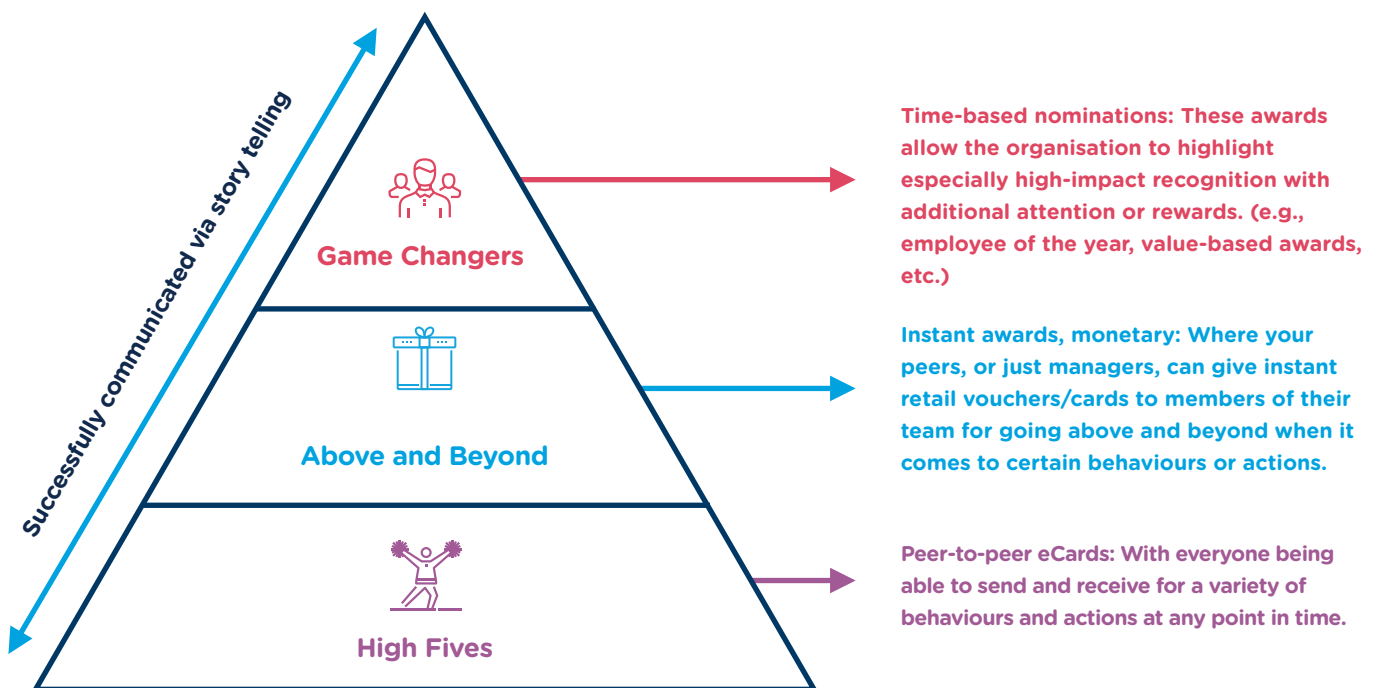 Successfully communicated via story telling
Game Changers
Time-based nominations: These awards
allow the organisation to highlight
especially high-impact recognition with
additional attention or rewards. (e.g.,
employee of the year, value-based awards,
etc.)
Above and Beyond
Instant awards, monetary: Where your
peers, or just managers, can give instant
retail vouchers/cards to members of their
team for going above and beyond when it
comes to certain behaviours or actions.
High Fives
Peer-to-peer eCards: With everyone being
able to send and receive for a variety of
behaviours and actions at any point in time.